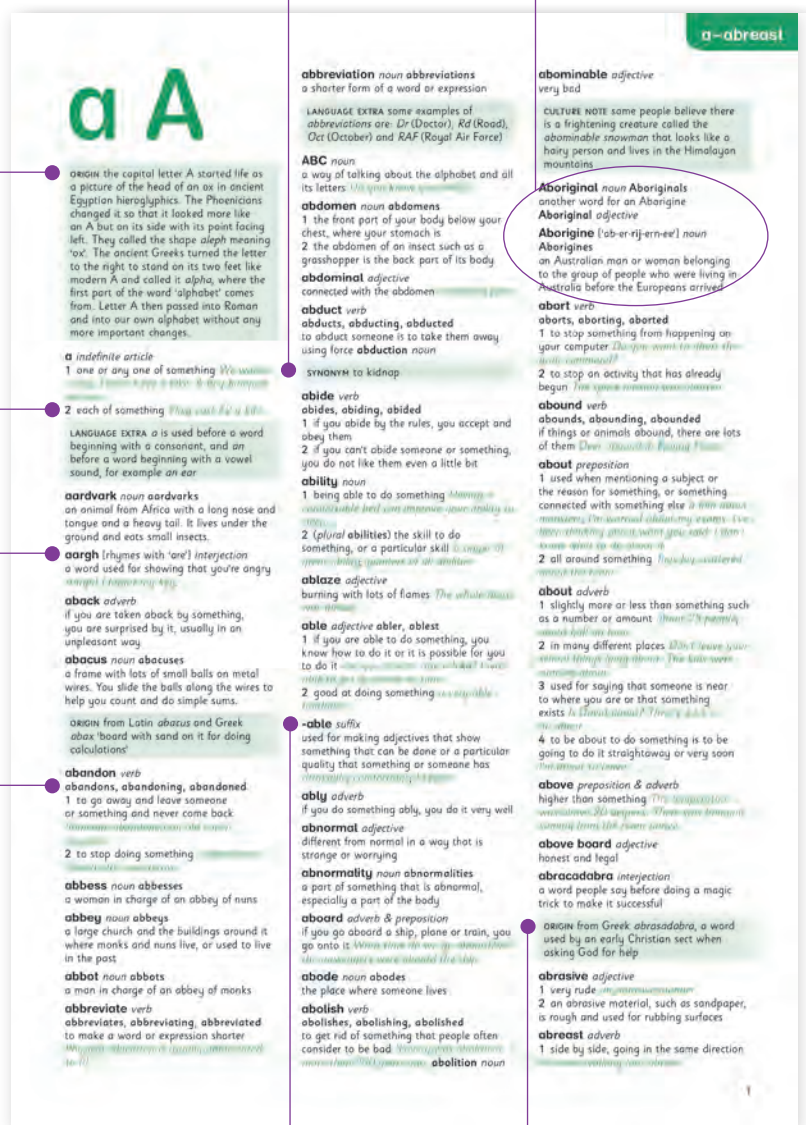 a–abreast
a A
ORIGIN the capital letter A started life as
a picture of the head of an ox in ancient
Egyptian hieroglyphics. The Phoenicians
changed it so that it looked more like
an A but on its side with its point facing
left. They called the shape aleph meaning
'ox'. The ancient Greeks turned the letter
to the right to stand on its two feet like
modern A and called it alpha, where the
first part of the word 'alphabet' comes
from. Letter A then passed into Roman
and into our own alphabet without any
more important changes.
a indefinite article
1 one or any one of something
2 each of something
LANGUAGE EXTRA a is used before a word
beginning with a consonant, and an
before a word beginning with a vowel
sound, for example an ear
aardvark noun aardvarks
an animal from Africa with a long nose and
tongue and a heavy tail. It lives under the
ground and eats small insects.
aargh [rhymes with 'are'] interjection
a word used for showing that you're angry
aback adverb
if you are taken aback by something,
you are surprised by it, usually in an
unpleasant way
abacus noun abacuses
a frame with lots of small balls on metal
wires. You slide the balls along the wires to
help you count and do simple sums.
ORIGIN from Latin abacus and Greek
abax 'board with sand on it for doing
calculations'
abandon verb
abandons, abandoning, abandoned
1 to go away and leave someone
or something and never come back
2 to stop doing something
abbess noun abbesses
a woman in charge of an abbey of nuns
abbey noun abbeys
a large church and the buildings around it
where monks and nuns live, or used to live
in the past
abbot noun abbots
a man in charge of an abbey of monks
abbreviate verb
abbreviates, abbreviating, abbreviated
to make a word or expression shorter
abbreviation noun abbreviations
a shorter form of a word or expression
LANGUAGE EXTRA some examples of
abbreviations are: Dr (Doctor), Rd (Road),
Oct (October) and RAF (Royal Air Force)
ABC noun
a way of talking about the alphabet and all
its letters
abdomen noun abdomens
1 the front part of your body below your
chest, where your stomach is
2 the abdomen of an insect such as a
grasshopper is the back part of its body
abdominal adjective
connected with the abdomen
abduct verb
abducts, abducting, abducted
to abduct someone is to take them away
using force abduction noun
SYNONYM to kidnap
abide verb
abides, abiding, abided
1 if you abide by the rules, you accept and
obey them
2 if you can't abide someone or something,
you do not like them even a little bit
ability noun
1 being able to do something
2 (plural abilities) the skill to do
something, or a particular skill
ablaze adjective
burning with lots of flames
able adjective abler, ablest
1 if you are able to do something, you
know how to do it or it is possible for you
to do it
2 good at doing something
-able suffix
used for making adjectives that show
something that can be done or a particular
quality that something or someone has
ably adverb
if you do something ably, you do it very well
abnormal adjective
different from normal in a way that is
strange or worrying
abnormality noun abnormalities
a part of something that is abnormal,
especially a part of the body
aboard adverb & preposition
if you go aboard a ship, plane or train, you
go onto it
abode noun abodes
the place where someone lives
abolish verb
abolishes, abolishing, abolished
to get rid of something that people often
consider to be bad
abolition noun
abominable adjective
very bad
CULTURE NOTE some people believe there
is a frightening creature called the
abominable snowman that looks like a
hairy person and lives in the Himalayan
mountains
Aboriginal noun Aboriginals
another word for an Aborigine
Aboriginal adjective
Aborigine ['ab-er-rij-ern-ee'] noun
Aborigines
an Australian man or woman belonging
to the group of people who were living in
Australia before the Europeans arrived
abort verb
aborts, aborting, aborted
1 to stop something from happening on
your computer
2 to stop an activity that has already
begun
abound verb
abounds, abounding, abounded
if things or animals abound, there are lots
of them
about preposition
1 used when mentioning a subject or
the reason for something, or something
connected with something else
2 all around something
about adverb
1 slightly more or less than something such
as a number or amount
2 in many different places
3 used for saying that someone is near
to where you are or that something
exists
4 to be about to do something is to be
going to do it straightaway or very soon
above preposition & adverb
higher than something
above board adjective
honest and legal
abracadabra interjection
a word people say before doing a magic
trick to make it successful
ORIGIN from Greek abrasadabra, a word
used by an early Christian sect when
asking God for help
abrasive adjective
1 very rude
2 an abrasive material, such as sandpaper,
is rough and used for rubbing surfaces
abreast adverb
1 side by side, going in the same direction
1